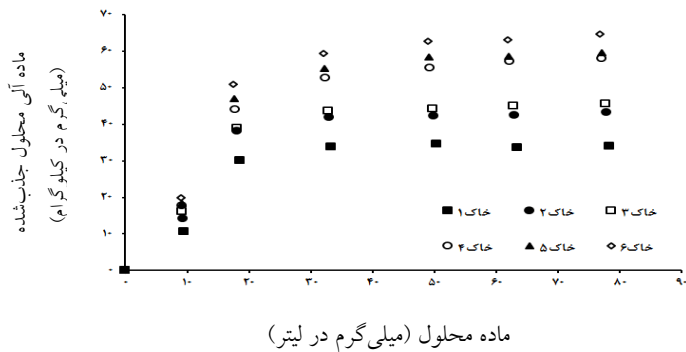 ماده آلی محلول جذب‌شده
(میلی‌گرم در کیلوگرم)
۷۰
۶۰
۵۰
۴۰
۳۰
۲۰
۱۰
۰
خاک۱ خاک۲ خاک۳
خاک۴ خاک۵ خاک۶
۰ ۱۰ ۲۰ ۳۰ ۴۰ ۵۰ ۶۰ ۷۰ ۸۰ ۹۰
ماده محلول (میلی‌گرم در لیتر)